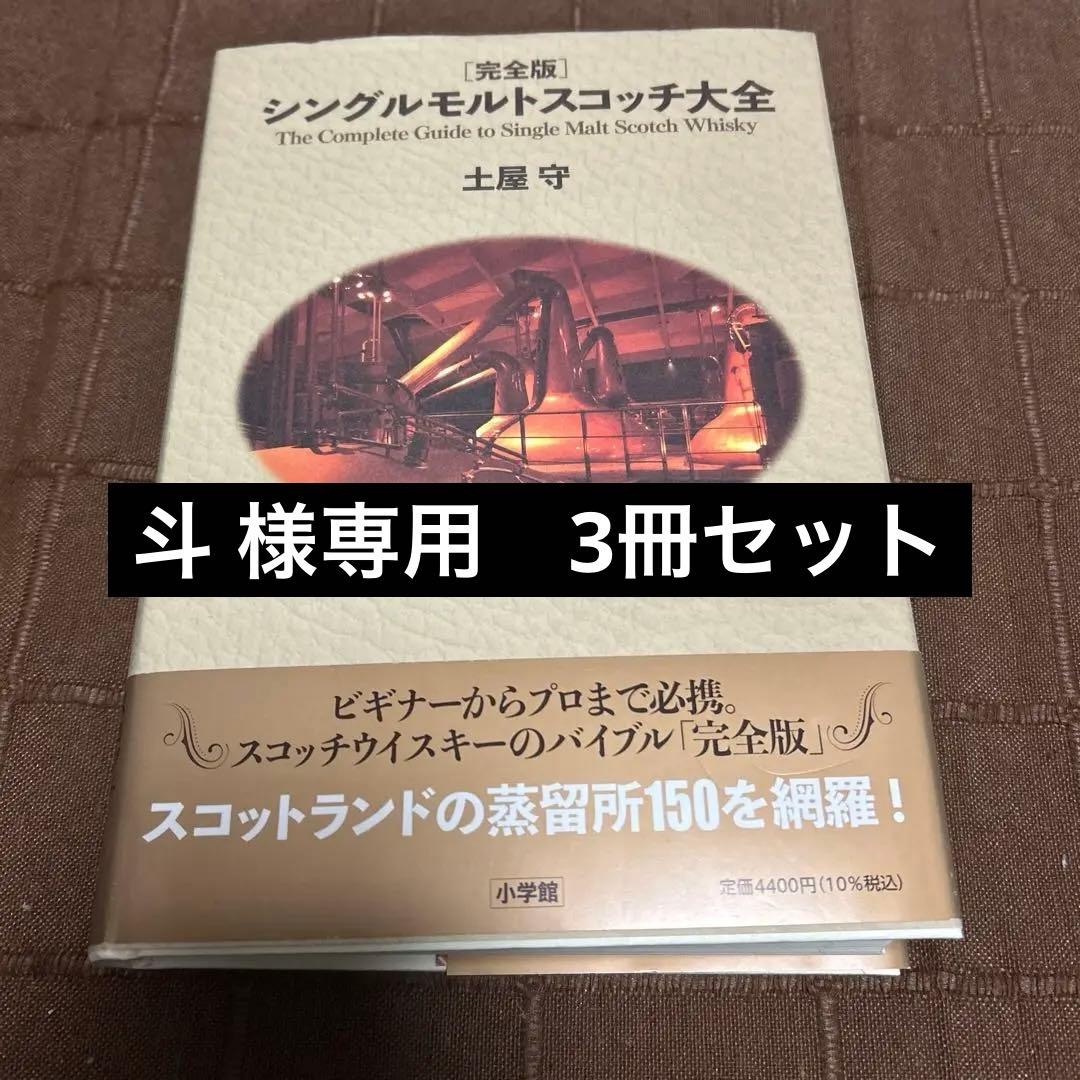 ［完全版］
シングルモルトスコッチ大全
The Complete Guide to Single Malt Scotch Whisky
土屋 守
斗 様専用　3冊セット
ビギナーからプロまで必携。
スコッチウイスキーのバイブル「完全版」
スコットランドの蒸留所150を網羅！
小学館
定価4400円(10%税込)